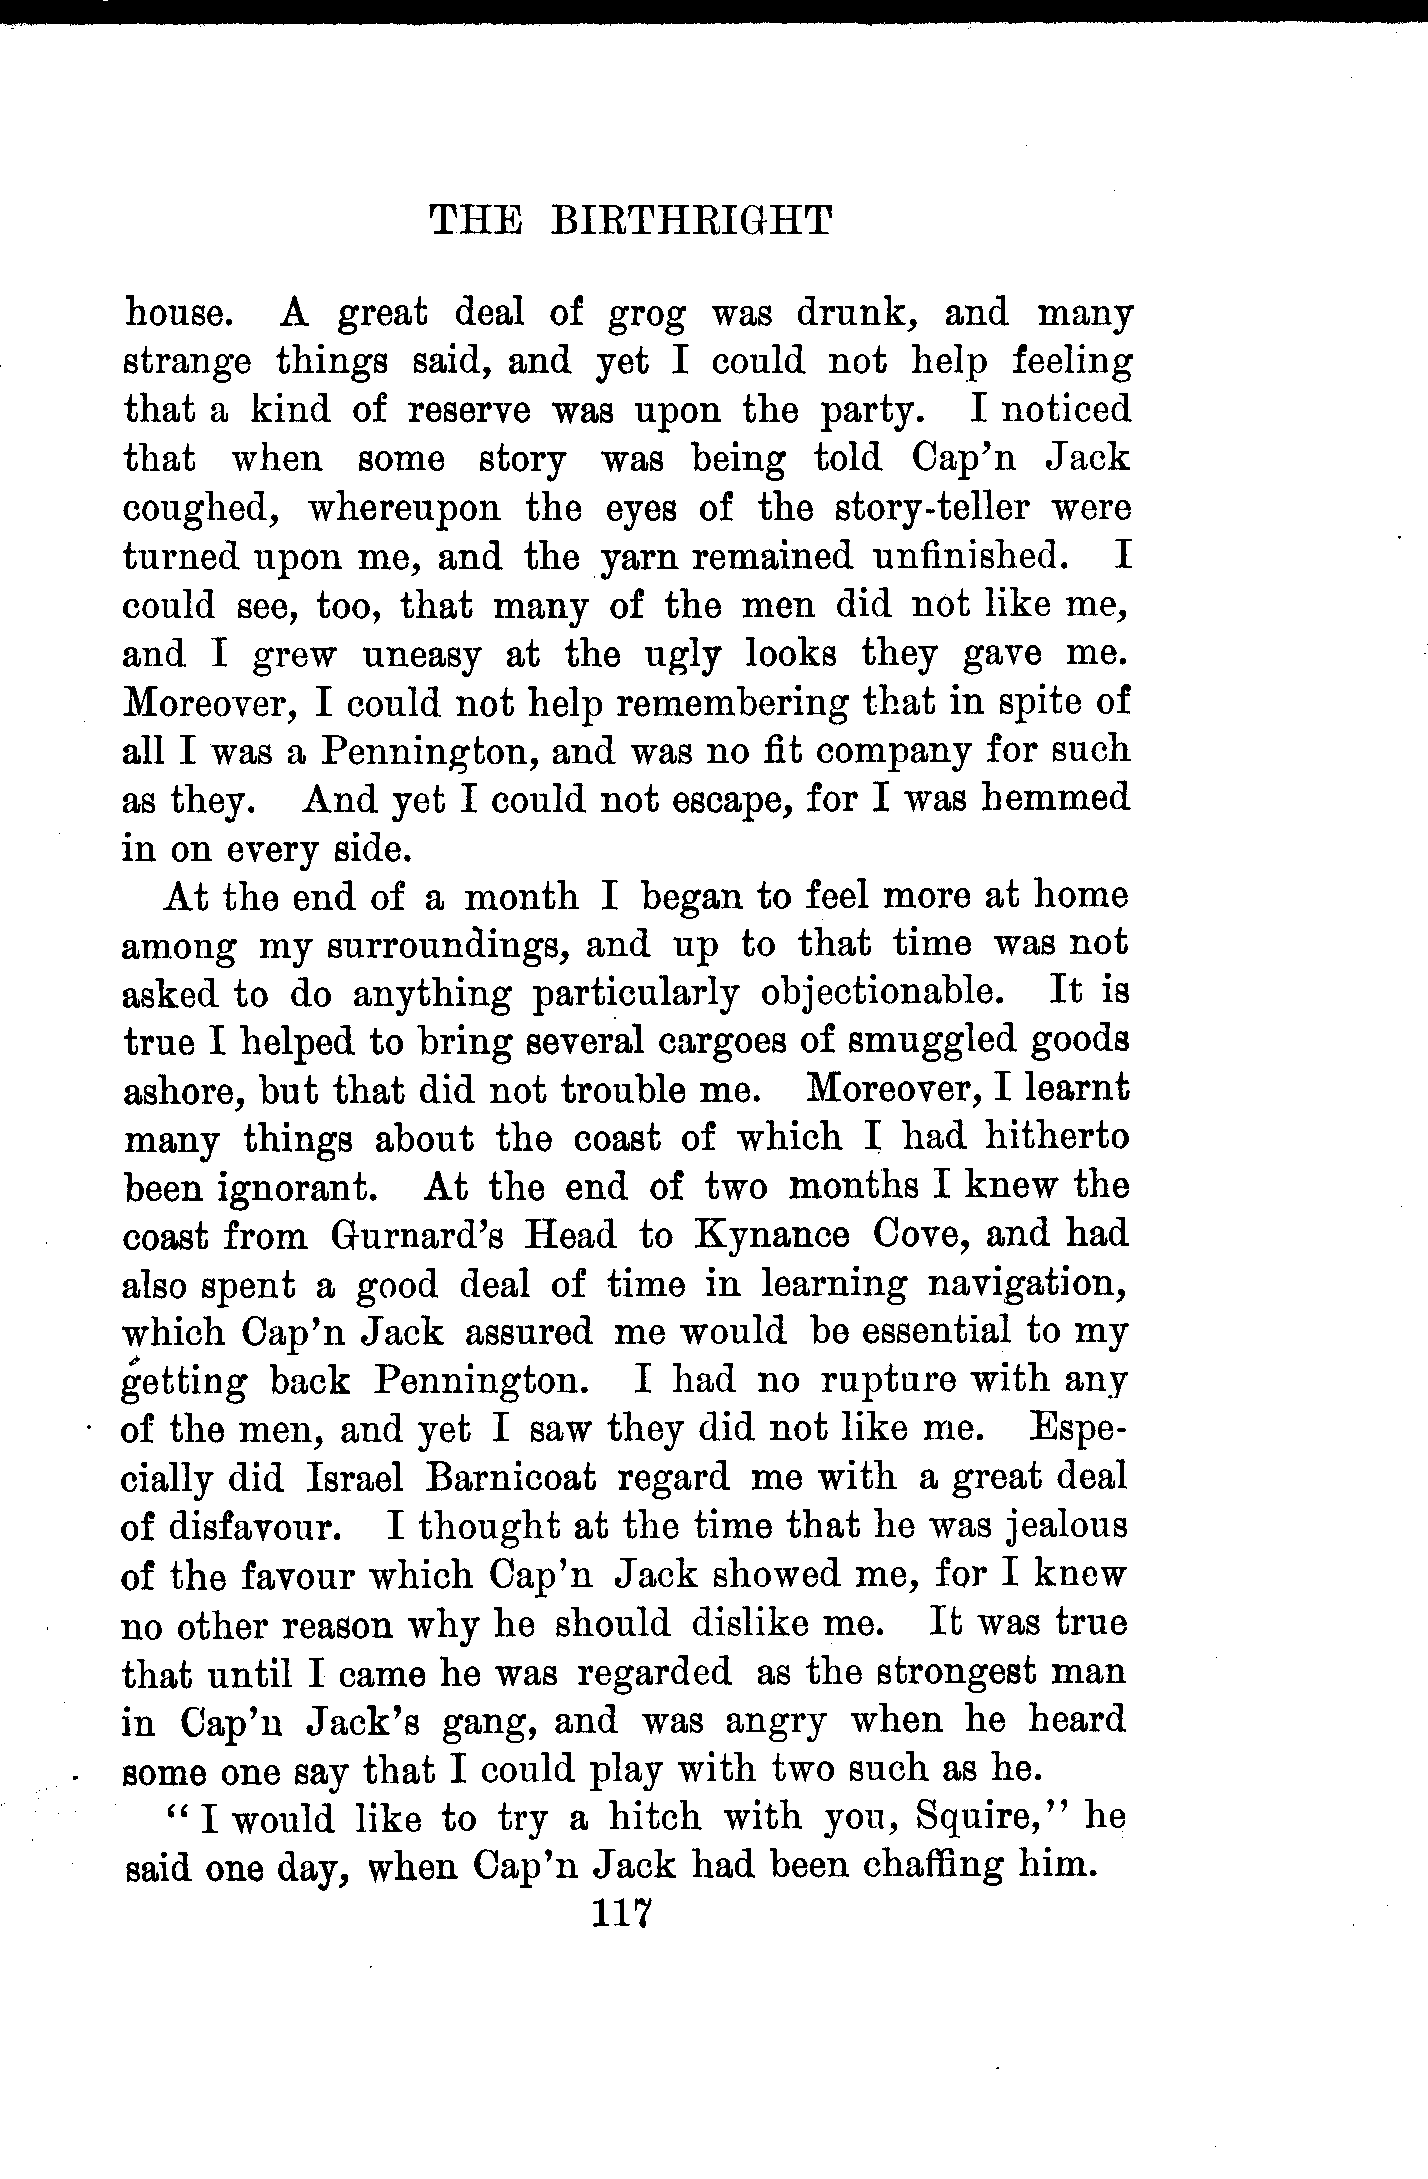 THE BIRTHRIGHT
house. A great deal of grog was drunk, and many
strange things said, and yet I could not help feeling
that a kind of reserve was upon the party. I noticed
that when some story was being told Cap'n Jack
coughed, whereupon the eyes of the story-teller were
turned upon me, and the yarn remained unfinished. I
could see, too, that many of the men did not like me,
and I grew uneasy at the ugly looks they gave me.
Moreover, I could not help remembering that in spite of
all I was a Pennington, and was no fit company for such
as they. And yet I could not escape, for I was hemmed
in on every side.
At the end of a month I began to feel more at home
among my surroundings, and up to that time was not
asked to do anything particularly objectionable. It is
true I helped to bring several cargoes of smuggled goods
ashore, but that did not trouble me. Moreover, I learnt
many things about the coast of which I had hitherto
been ignorant. At the end of two months I knew the
coast from Gurnard's Head to Kynance Cove, and had
also spent a good deal of time in learning navigation,
which Cap'n Jack assured me would be essential to my
getting back Pennington. I had no rupture with any
of the men, and yet I saw they did not like me. Espe-
cially did Israel Barnicoat regard me with a great deal
of disfavour. I thought at the time that he was jealous
of the favour which Cap'n Jack showed me, for I knew
no other reason why he should dislike me. It was true
that until I came he was regarded as the strongest man
in Cap'n Jack's gang, and was angry when he heard
some one say that I could play with two such as he.
"I would like to try a hitch with you, Squire," he
said one day, when Cap'n Jack had been chaffing him.
117